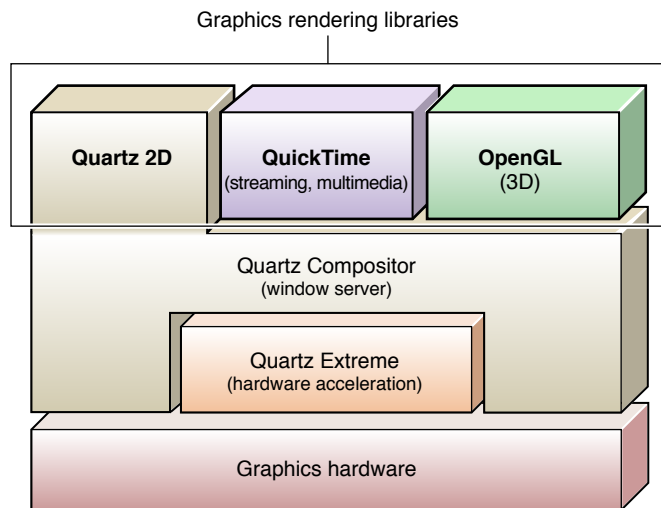 Graphics rendering libraries
Quartz 2D
QuickTime
(streaming, multimedia)
OpenGL
(3D)
Quartz Compositor
(window server)
Quartz Extreme
(hardware acceleration)
Graphics hardware